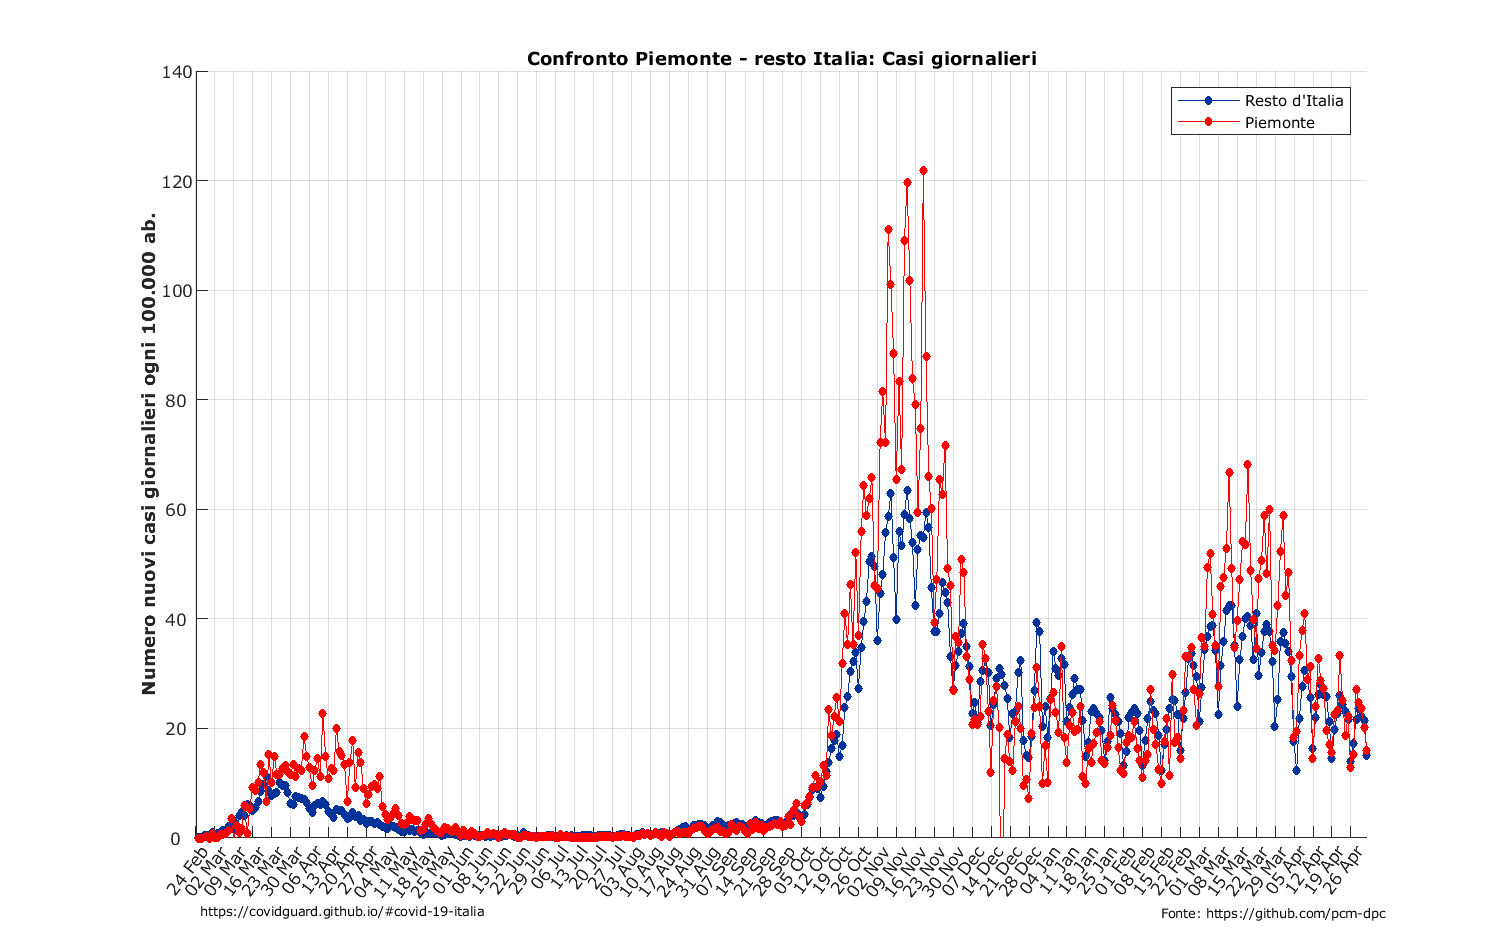 Confronto Piemonte - resto Italia: Casi giornalieri
Resto d'Italia
Piemonte
Numero nuovi casi giornalieri ogni 100.000 ab.
140
120
100
80
60
40
20
0
24 Feb
02 Mar
09 Mar
16 Mar
23 Mar
30 Mar
06 Apr
13 Apr
20 Apr
27 Apr
04 May
11 May
18 May
25 May
01 Jun
08 Jun
15 Jun
22 Jun
29 Jun
06 Jul
13 Jul
20 Jul
27 Jul
03 Aug
10 Aug
17 Aug
24 Aug
31 Aug
07 Sep
14 Sep
21 Sep
28 Sep
05 Oct
12 Oct
19 Oct
26 Oct
02 Nov
09 Nov
16 Nov
23 Nov
30 Nov
07 Dec
14 Dec
21 Dec
28 Dec
04 Jan
11 Jan
18 Jan
25 Jan
01 Feb
08 Feb
15 Feb
22 Feb
01 Mar
08 Mar
15 Mar
22 Mar
29 Mar
05 Apr
12 Apr
19 Apr
26 Apr
https://covidguard.github.io/#covid-19-italia
Fonte: https://github.com/pcm-dpc